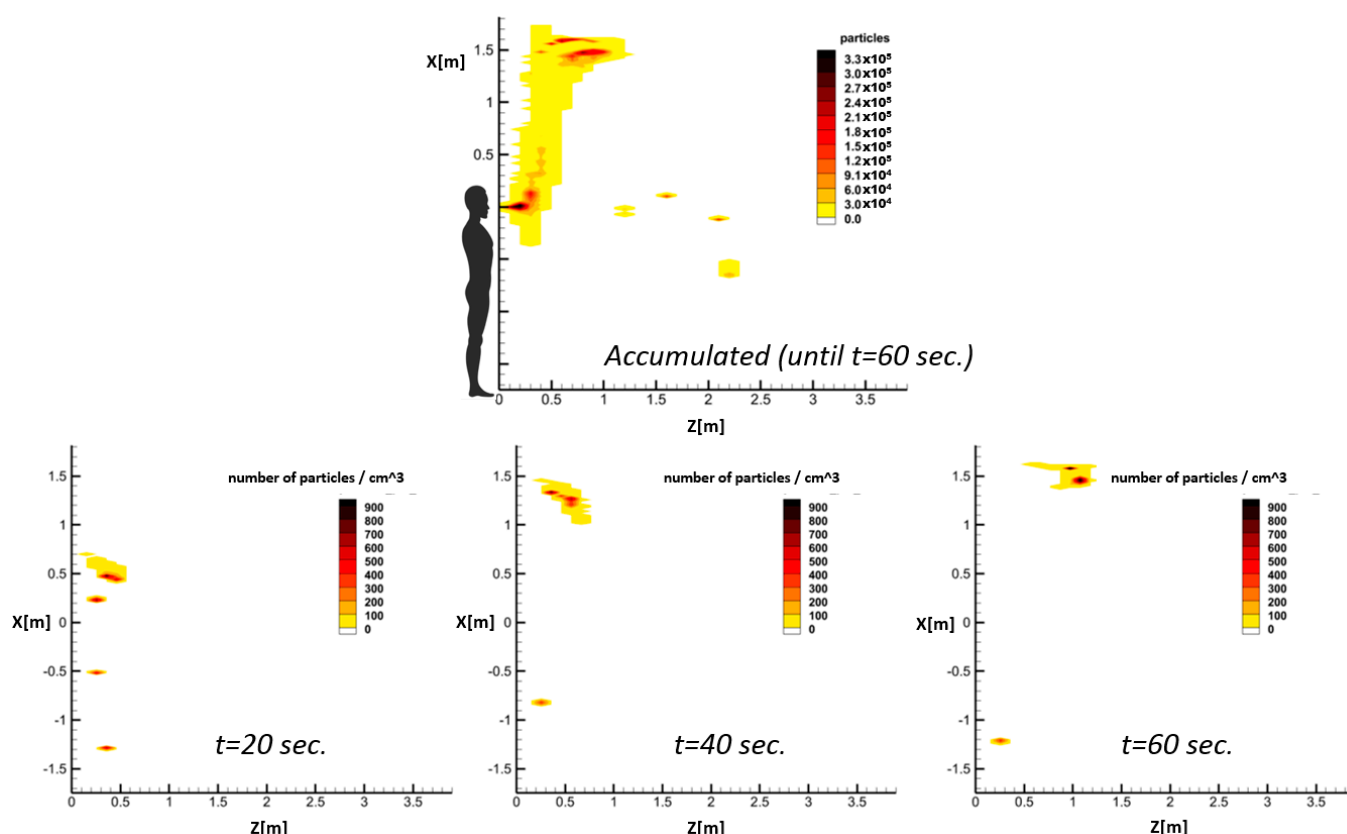 particles
3.3x10⁵
3.0x10⁵
2.7x10⁵
2.4x10⁵
2.1x10⁵
1.8x10⁵
1.5x10⁵
1.2x10⁵
9.1x10⁴
6.0x10⁴
3.0x10⁴
0.0
X[m]
1.5
1
0.5
Accumulated (until t=60 sec.)
0 0.5 1 1.5 2 2.5 3 3.5
Z[m]
number of particles / cm^3
900
800
700
600
500
400
300
200
100
0
X[m]
1.5
1
0.5
0
-0.5
-1
-1.5
t=20 sec.
0 0.5 1 1.5 2 2.5 3 3.5
Z[m]
number of particles / cm^3
900
800
700
600
500
400
300
200
100
0
X[m]
1.5
1
0.5
0
-0.5
-1
-1.5
t=40 sec.
0 0.5 1 1.5 2 2.5 3 3.5
Z[m]
number of particles / cm^3
900
800
700
600
500
400
300
200
100
0
X[m]
1.5
1
0.5
0
-0.5
-1
-1.5
t=60 sec.
0 0.5 1 1.5 2 2.5 3 3.5
Z[m]